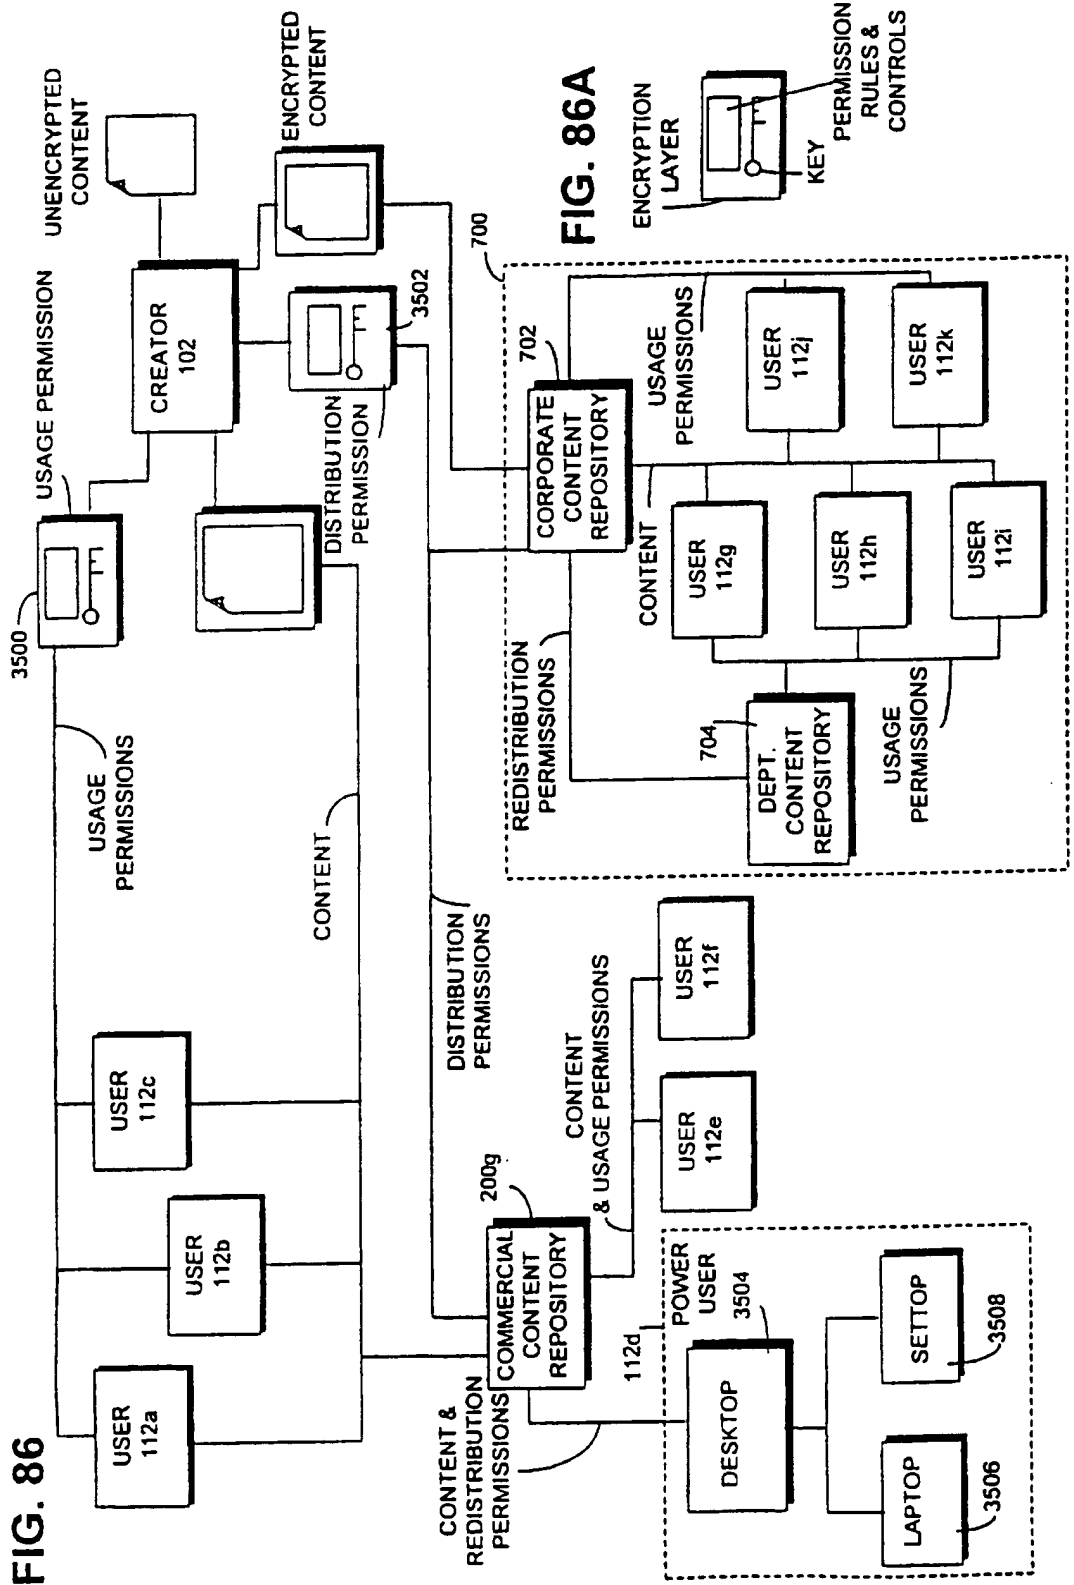 FIG. 86
USER
112a
USER
112b
USER
112c
USAGE
PERMISSIONS
3500
USAGE PERMISSION
CREATOR
102
UNENCRYPTED
CONTENT
ENCRYPTED
CONTENT
DISTRIBUTION
PERMISSION
3502
CONTENT
DISTRIBUTION
PERMISSIONS
FIG. 86A
ENCRYPTION
LAYER
KEY
PERMISSION
RULES &
CONTROLS
CONTENT &
REDISTRIBUTION
PERMISSIONS
COMMERCIAL
CONTENT
REPOSITORY
200g
CONTENT
& USAGE PERMISSIONS
USER
112e
USER
112f
112d
POWER
USER
3504
DESKTOP
LAPTOP
3506
SETTOP
3508
700
702
CORPORATE
CONTENT
REPOSITORY
REDISTRIBUTION
PERMISSIONS
CONTENT
USAGE
PERMISSIONS
704
DEPT.
CONTENT
REPOSITORY
USER
112g
USER
112h
USER
112i
USER
112j
USER
112k
USAGE
PERMISSIONS